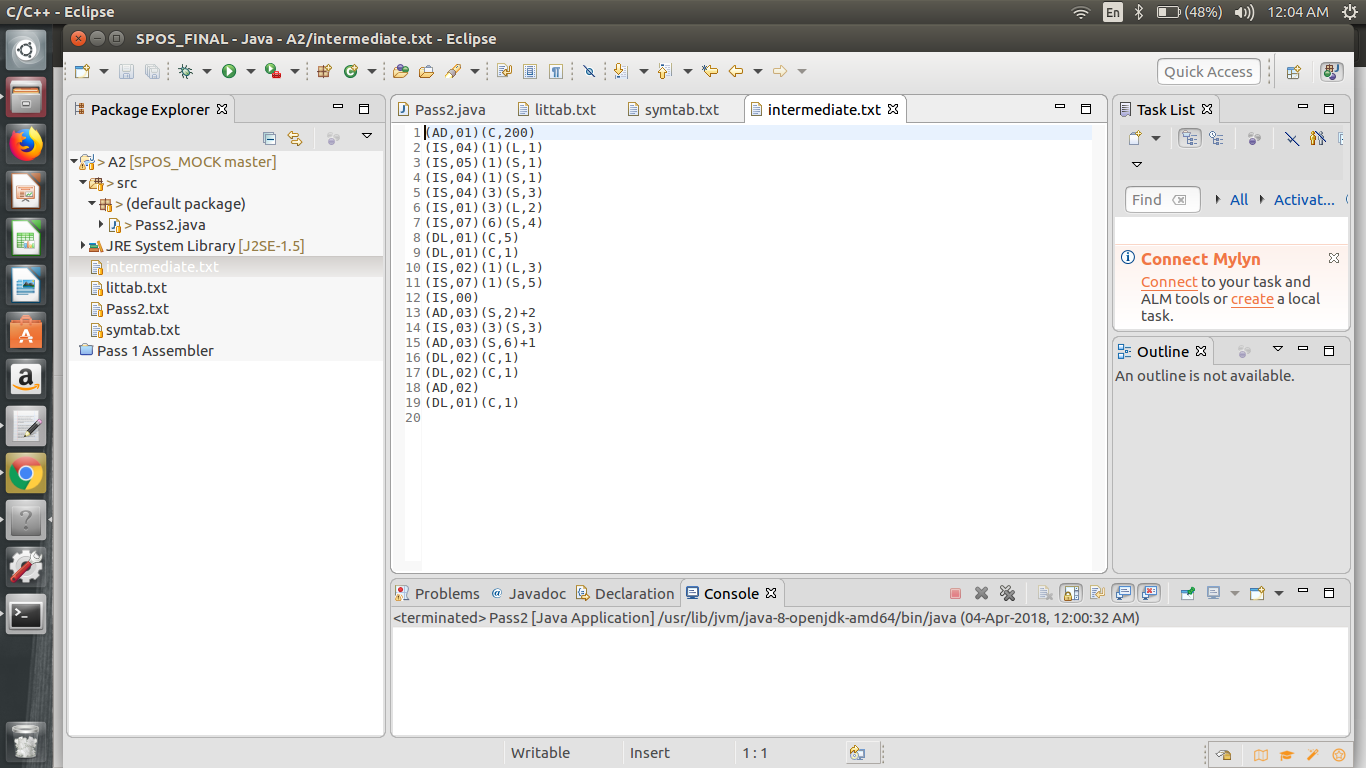 C/C++ - Eclipse
En
(48%)
12:04 AM
SPOS_FINAL - Java - A2/intermediate.txt - Eclipse
Quick Access
Package Explorer
A2 [SPOS_MOCK master]
> src
> (default package)
> Pass2.java
JRE System Library [J2SE-1.5]
intermediate.txt
littab.txt
Pass2.txt
symtab.txt
Pass 1 Assembler
Pass2.java
littab.txt
symtab.txt
intermediate.txt
1 (AD,01)(C,200)
2 (IS,04)(1)(L,1)
3 (IS,05)(1)(S,1)
4 (IS,04)(1)(S,1)
5 (IS,04)(3)(S,3)
6 (IS,01)(3)(L,2)
7 (IS,07)(6)(S,4)
8 (DL,01)(C,5)
9 (DL,01)(C,1)
10 (IS,02)(1)(L,3)
11 (IS,07)(1)(S,5)
12 (IS,00)
13 (AD,03)(S,2)+2
14 (IS,03)(3)(S,3)
15 (AD,03)(S,6)+1
16 (DL,02)(C,1)
17 (DL,02)(C,1)
18 (AD,02)
19 (DL,01)(C,1)
20
Task List
Find
All
Activat...
Connect Mylyn
Connect to your task and
ALM tools or create a local
task.
Outline
An outline is not available.
Problems
@ Javadoc
Declaration
Console
<terminated> Pass2 [Java Application] /usr/lib/jvm/java-8-openjdk-amd64/bin/java (04-Apr-2018, 12:00:32 AM)
Writable
Insert
1 : 1